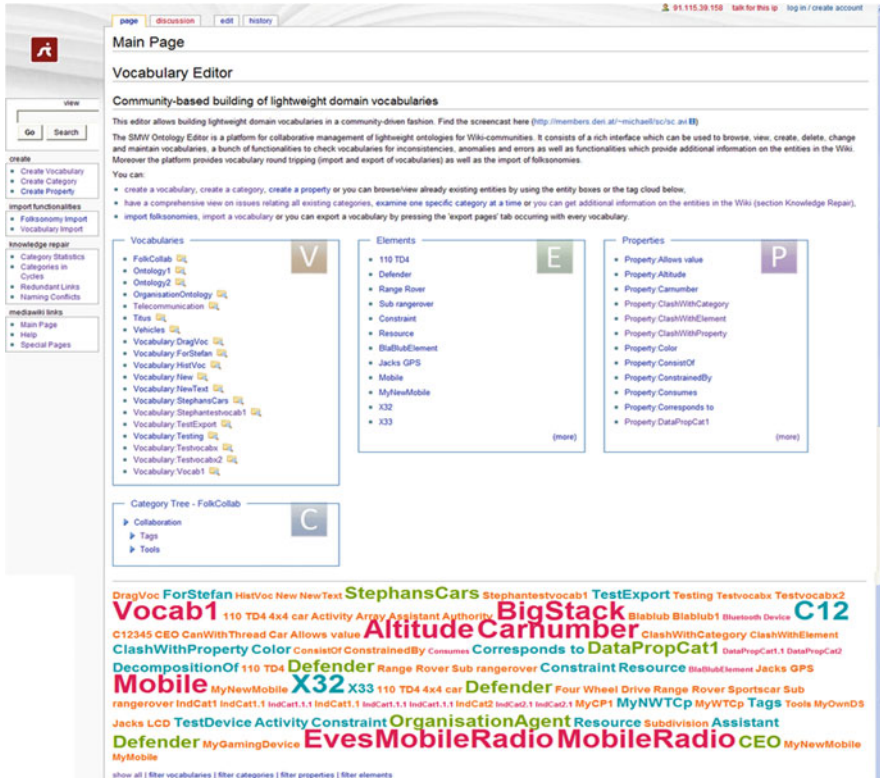 91.115.39.158 talk for this ip log in / create account
page discussion edit history
Main Page
Vocabulary Editor
Community-based building of lightweight domain vocabularies
This editor allows building lightweight domain vocabularies in a community-driven fashion. Find the screencast here (http://members.deri.at/~michaell/sc/sc.avi)
The SMW Ontology Editor is a platform for collaborative management of lightweight ontologies for Wiki-communities. It consists of a rich interface which can be used to browse, view, create, delete, change
and maintain vocabularies, a bunch of functionalities to check vocabularies for inconsistencies, anomalies and errors as well as functionalities which provide additional information on the entities in the Wiki.
Moreover the platform provides vocabulary round tripping (import and export of vocabularies) as well as the import of folksonomies.
You can:
create a vocabulary, create a category, create a property or you can browse/view already existing entities by using the entity boxes or the tag cloud below,
have a comprehensive view on issues relating all existing categories, examine one specific category at a time or you can get additional information on the entities in the Wiki (section Knowledge Repair),
import folksonomies, import a vocabulary or you can export a vocabulary by pressing the 'export pages' tab occurring with every vocabulary.
view
Go Search
create
Create Vocabulary
Create Category
Create Property
import functionalities
Folksonomy Import
Vocabulary Import
knowledge repair
Category Statistics
Categories in
Cycles
Redundant Links
Naming Conflicts
mediawiki links
Main Page
Help
Special Pages
Vocabularies
V
FolkCollab
Ontology1
Ontology2
OrganisationOntology
Telecommunication
Titus
Vehicles
Vocabulary:DragVoc
Vocabulary:ForStefan
Vocabulary:HistVoc
Vocabulary:New
Vocabulary:NewText
Vocabulary:StephansCars
Vocabulary:Stephantestvocab1
Vocabulary:TestExport
Vocabulary:Testing
Vocabulary:Testvocabx
Vocabulary:Testvocabx2
Vocabulary:Vocab1
Elements
E
110 TD4
Defender
Range Rover
Sub rangerover
Constraint
Resource
BlaBlubElement
Jacks GPS
Mobile
MyNewMobile
X32
X33
(more)
Properties
P
Property:Allows value
Property:Altitude
Property:Carnumber
Property:ClashWithCategory
Property:ClashWithElement
Property:ClashWithProperty
Property:Color
Property:ConsistOf
Property:ConstrainedBy
Property:Consumes
Property:Corresponds to
Property:DataPropCat1
(more)
Category Tree - FolkCollab
C
Collaboration
Tags
Tools
DragVoc ForStefan HistVoc New NewText StephansCars Stephantestvocab1 TestExport Testing Testvocabx Testvocabx2
Vocab1 110 TD4 4x4 car Activity Array Assistant Authority BigStack Blablub Blablub1 Bluetooth Device C12
C12345 CEO CanWithThread Car Allows value Altitude Carnumber ClashWithCategory ClashWithElement
ClashWithProperty Color ConsistOf ConstrainedBy Consumes Corresponds to DataPropCat1 DataPropCat1.1 DataPropCat2
DecompositionOf 110 TD4 Defender Range Rover Sub rangerover Constraint Resource BlaBlubElement Jacks GPS
Mobile MyNewMobile X32 X33 110 TD4 4x4 car Defender Four Wheel Drive Range Rover Sportscar Sub
rangerover IndCat1 IndCat1.1 IndCat1.1.1 IndCat1.1 IndCat1.1.1 IndCat1.1.1 IndCat2 IndCat2.1 IndCat2.1 MyCP1 MyNWTCp MyWTCp Tags Tools MyOwnDS
Jacks LCD TestDevice Activity Constraint OrganisationAgent Resource Subdivision Assistant
Defender MyGamingDevice EvesMobileRadio MobileRadio CEO MyNewMobile
MyMobile
show all | filter vocabularies | filter categories | filter properties | filter elements